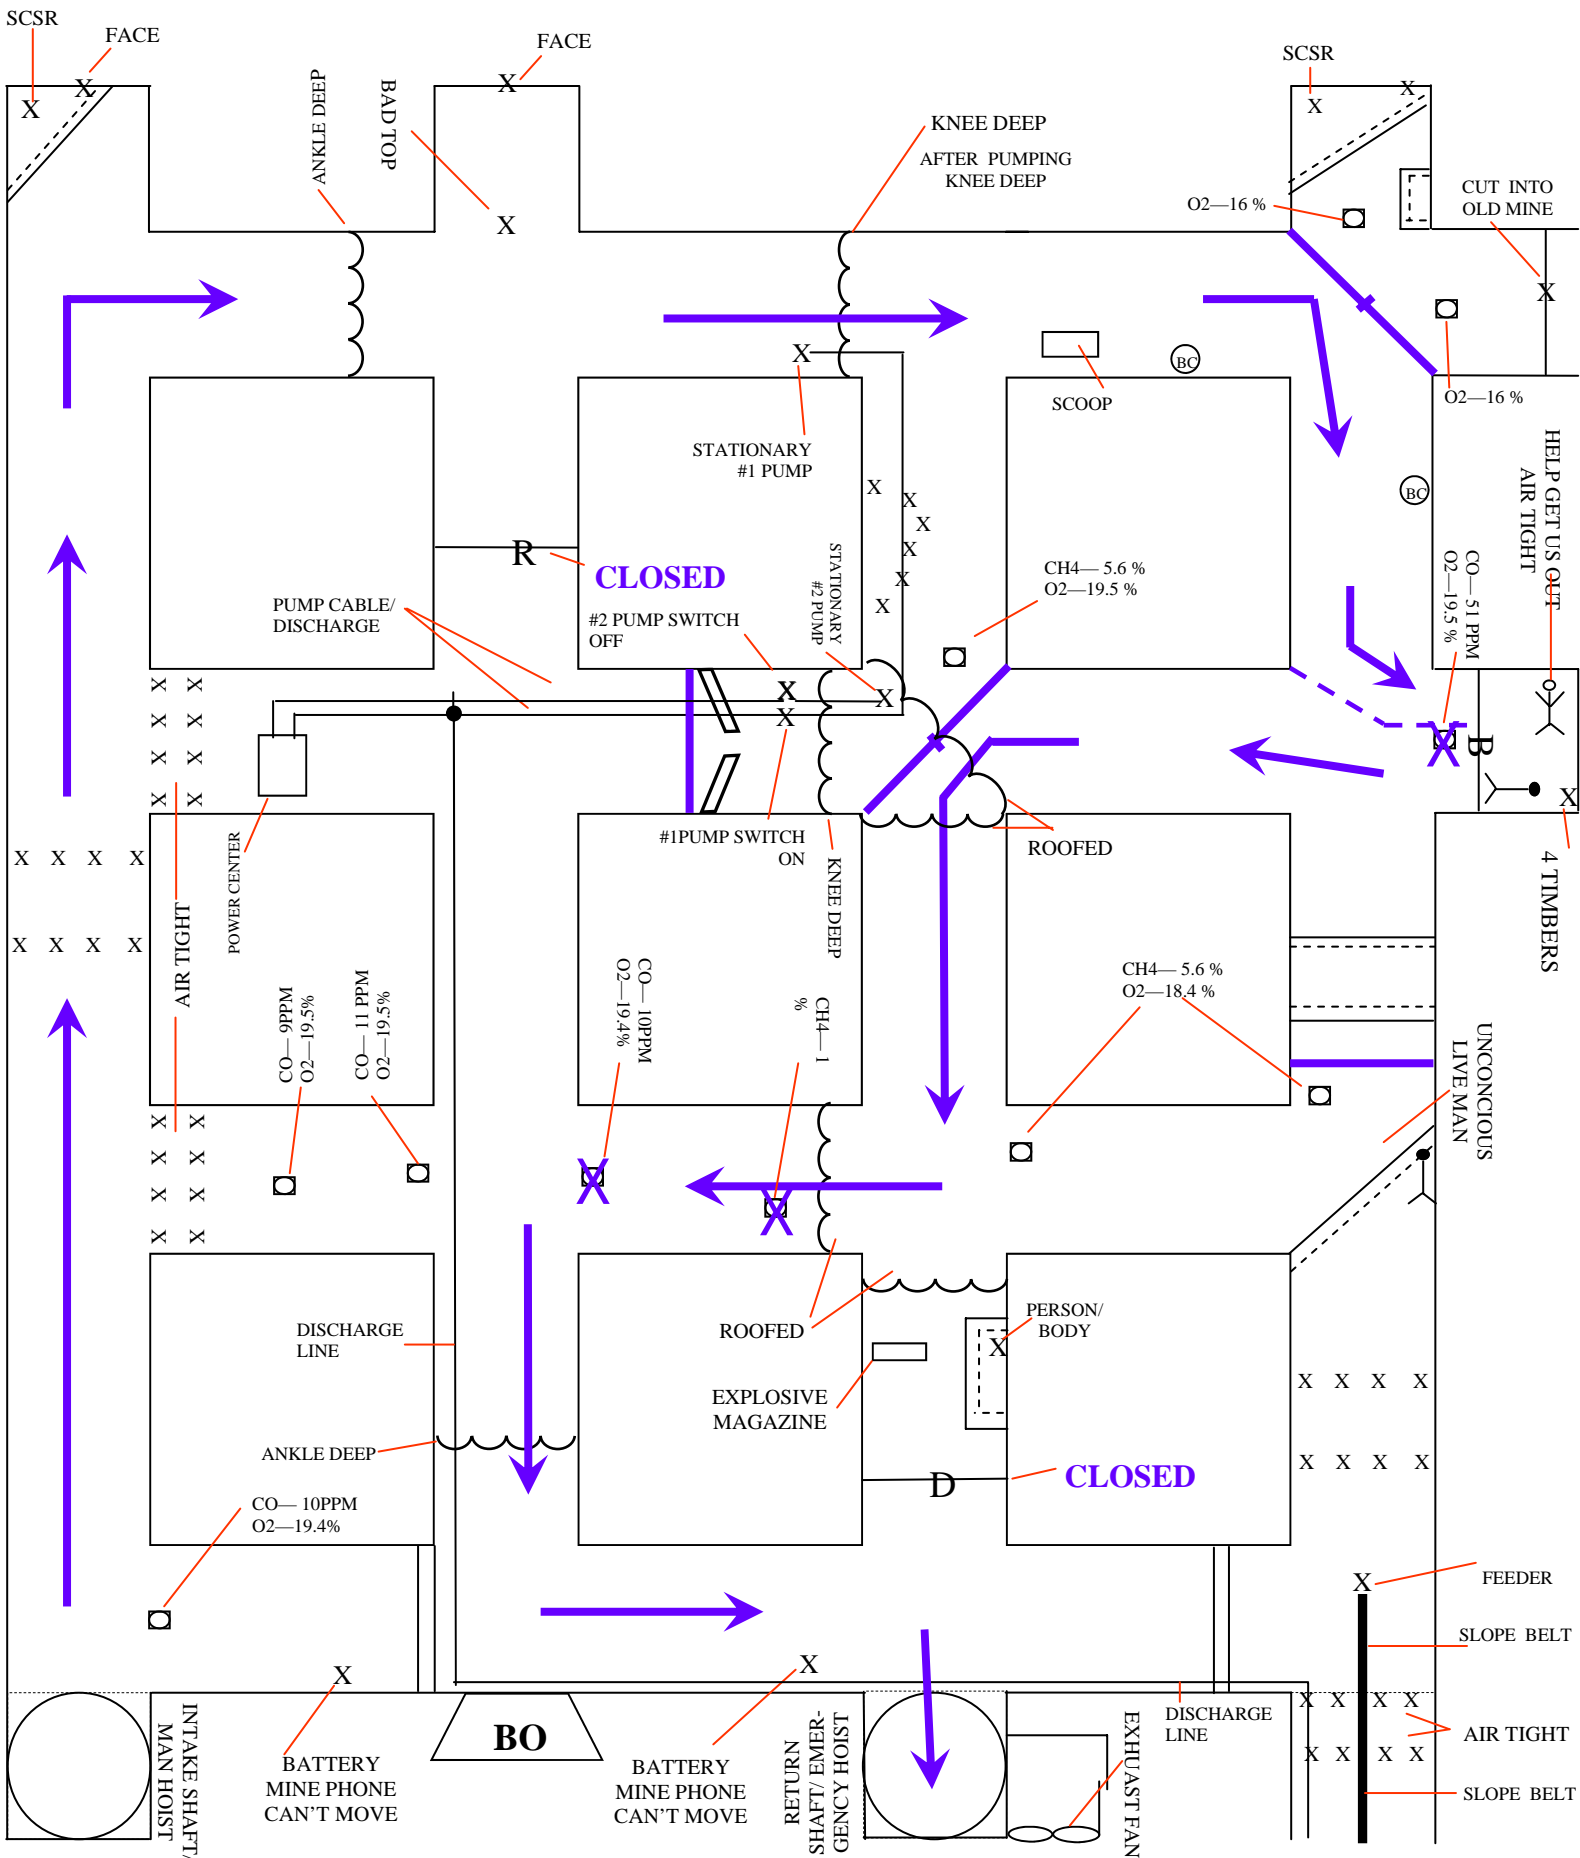 SCSR
FACE
FACE
SCSR
X
X
X
X
X
ANKLE DEEP
BAD TOP
KNEE DEEP
AFTER PUMPING
KNEE DEEP
O2—16 %
CUT INTO
OLD MINE
X
X
X
BC
SCOOP
O2—16 %
STATIONARY
#1 PUMP
X
X
X
X
X
X
BC
HELP GET US OUT
AIR TIGHT
R
CLOSED
STATIONARY
#2 PUMP
CH4— 5.6 %
O2—19.5 %
CO— 51 PPM
O2—19.5 %
PUMP CABLE/
DISCHARGE
#2 PUMP SWITCH
OFF
X X
X X
X X
X X
X
X
X
X
B
X
POWER CENTER
#1PUMP SWITCH
ON
KNEE DEEP
ROOFED
4 TIMBERS
X X X X
X X X X
AIR TIGHT
CO— 9PPM
O2—19.5%
CO— 11 PPM
O2—19.5%
CO— 10PPM
O2—19.4%
CH4—1
%
CH4— 5.6 %
O2—18.4 %
UNCONCIOUS
LIVE MAN
X X
X X
X X
X X
X
X
DISCHARGE
LINE
ROOFED
PERSON/
BODY
X
EXPLOSIVE
MAGAZINE
X X X X
X X X X
ANKLE DEEP
D
CLOSED
CO— 10PPM
O2—19.4%
X
FEEDER
SLOPE BELT
X
X
X X X X
X X X X
INTAKE SHAFT/
MAN HOIST
BATTERY
MINE PHONE
CAN'T MOVE
BO
BATTERY
MINE PHONE
CAN'T MOVE
RETURN
SHAFT/ EMER-
GENCY HOIST
EXHUAST FAN
DISCHARGE
LINE
AIR TIGHT
SLOPE BELT